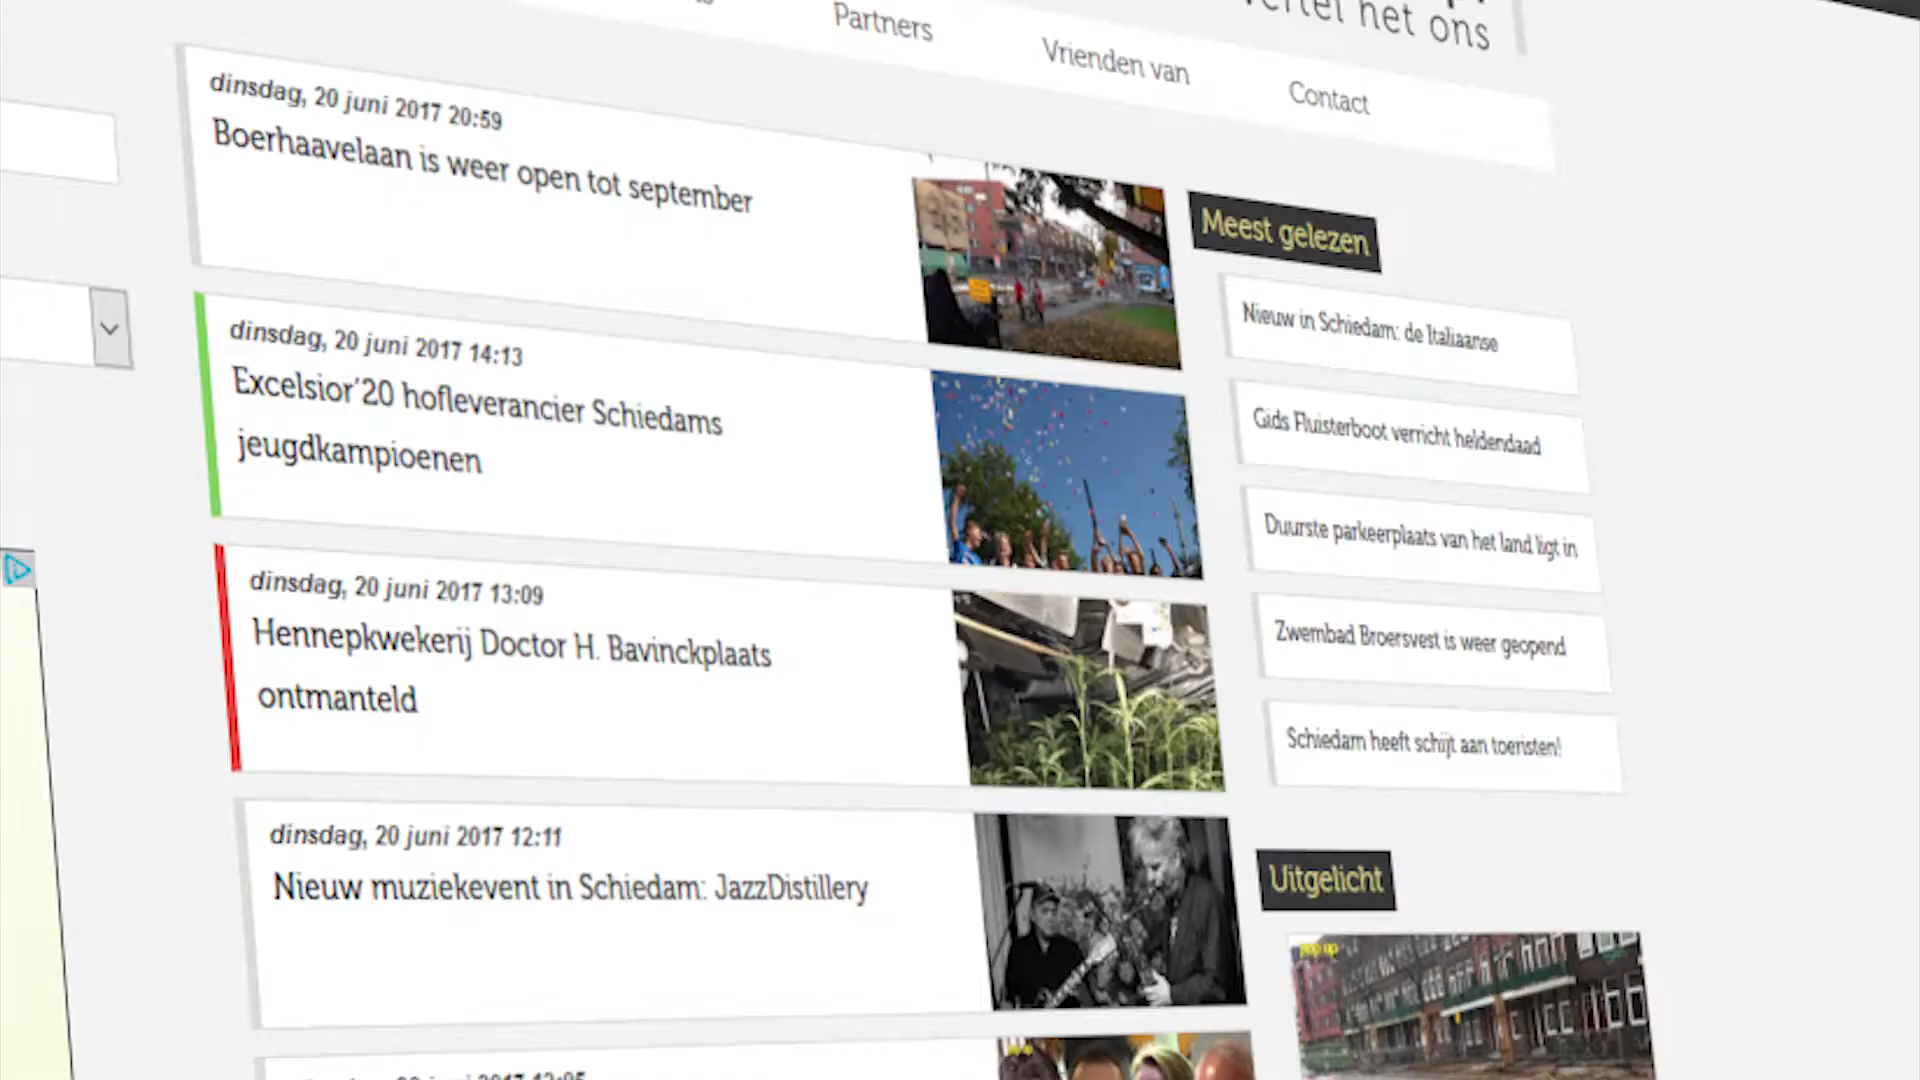 het ons
Partners
Vrienden van
Contact
dinsdag, 20 juni 2017 20:59
Boerhaavelaan is weer open tot september
dinsdag, 20 juni 2017 14:13
Excelsior'20 hofleverancier Schiedams
jeugdkampioenen
dinsdag, 20 juni 2017 13:09
Hennepkwekerij Doctor H. Bavinckplaats
ontmanteld
dinsdag, 20 juni 2017 12:11
Nieuw muziekevent in Schiedam: JazzDistillery
Meest gelezen
Nieuw in Schiedam: de Italiaanse
Gids Fluisterboot verricht heldendaad
Duurste parkeerplaats van het land ligt in
Zwembad Broersvest is weer geopend
Schiedam heeft schijt aan toeristen!
Uitgelicht
pop up